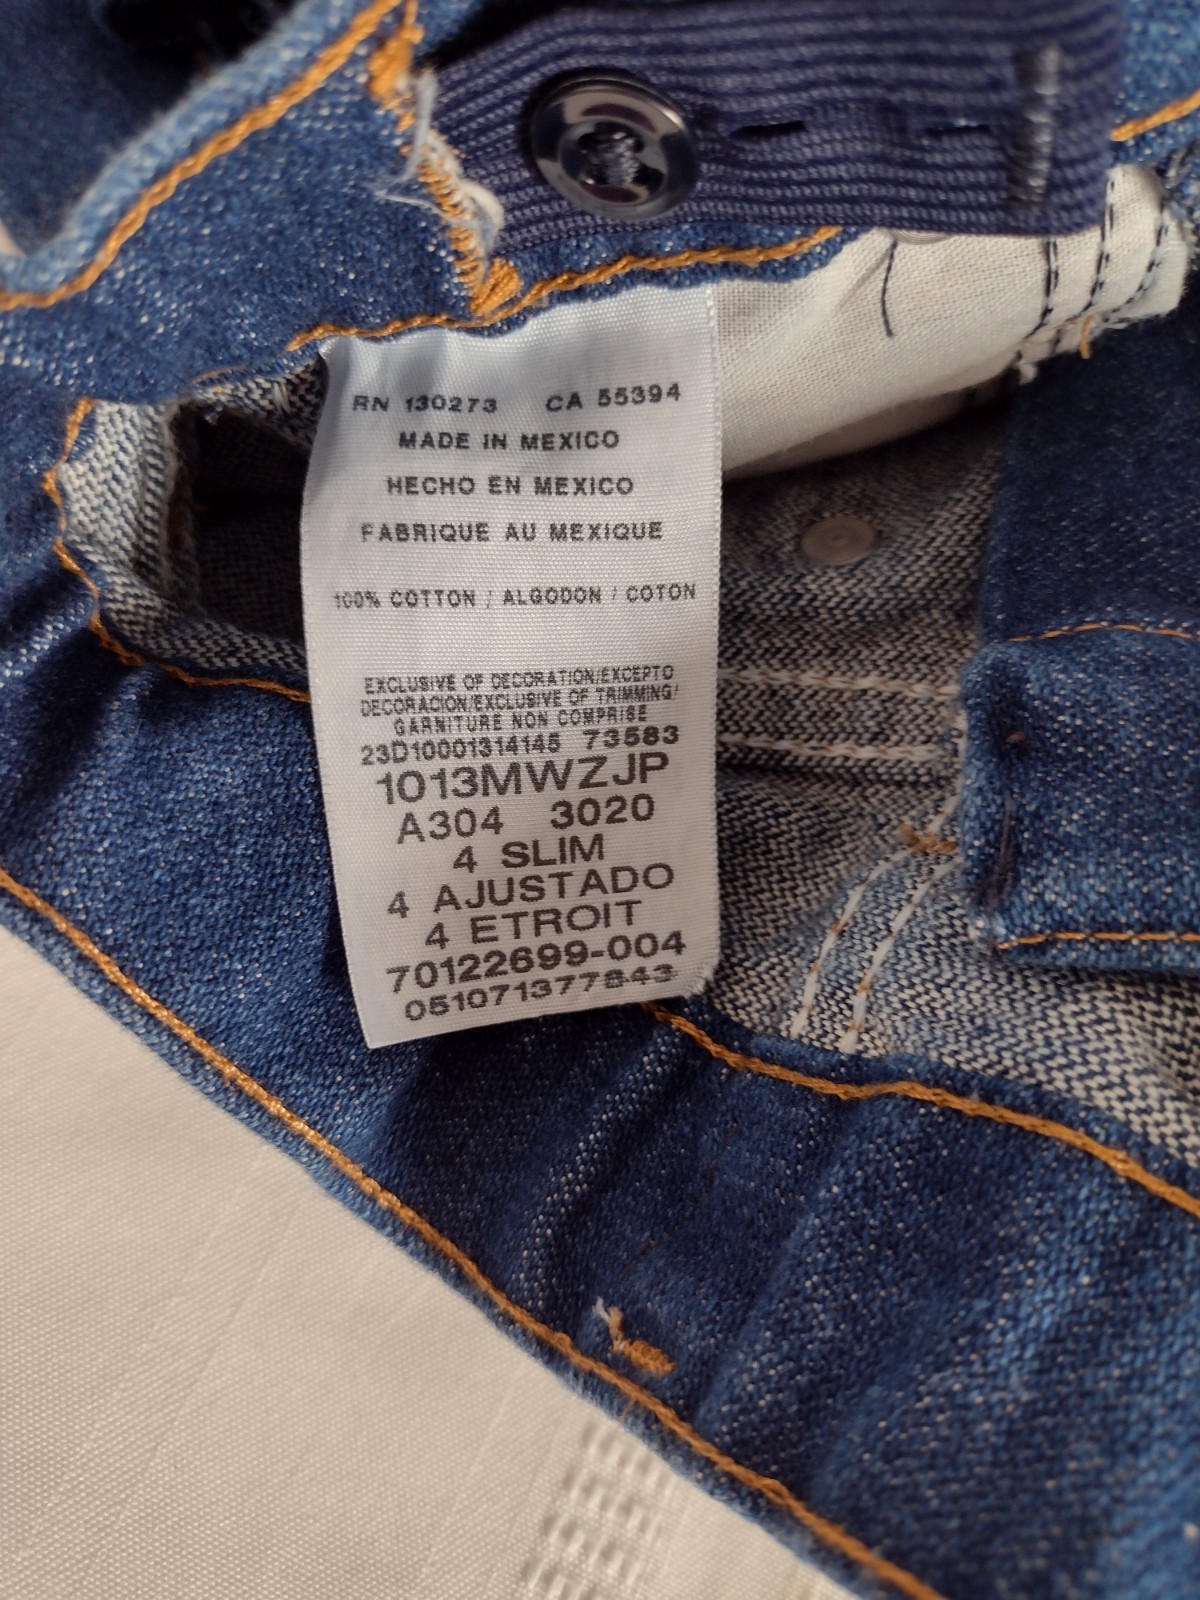 RN 130273 CA 55394
MADE IN MEXICO
HECHO EN MEXICO
FABRIQUE AU MEXIQUE
100% COTTON / ALGODON / COTON
EXCLUSIVE OF DECORATION/EXCEPTO
DECORACION/EXCLUSIVE OF TRIMMING/
GARNITURE NON COMPRISE
23D10001314145 73583
1013MWZJP
A304 3020
4 SLIM
4 AJUSTADO
4 ETROIT
70122699-004
051071377843